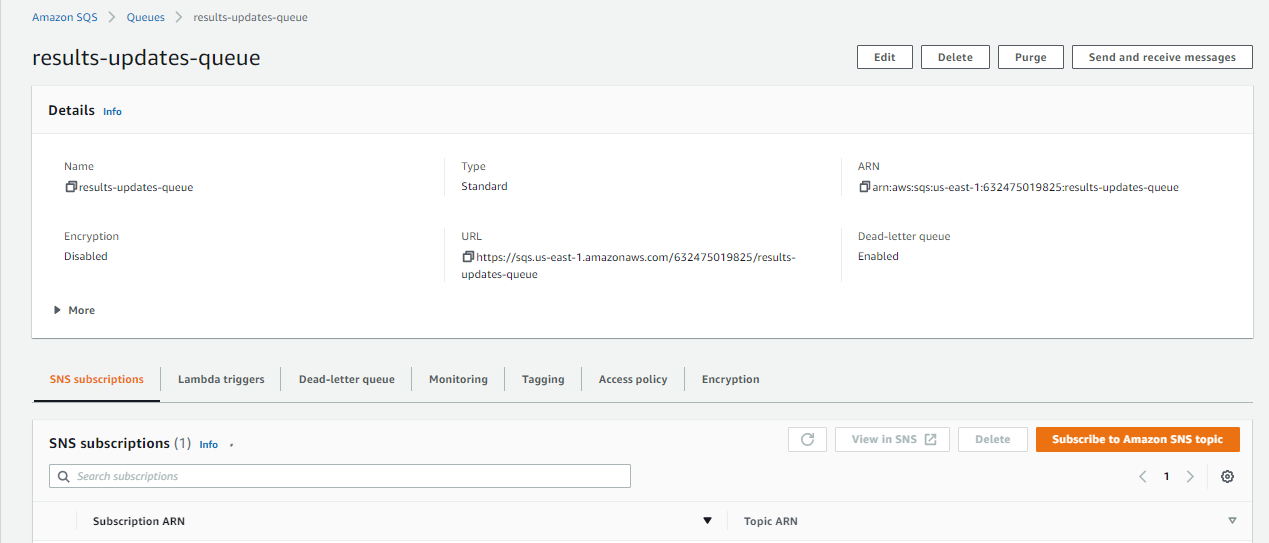 Amazon SQS > Queues > results-updates-queue
results-updates-queue
Edit Delete Purge Send and receive messages
Details Info
Name Type ARN
results-updates-queue Standard arn:aws:sqs:us-east-1:632475019825:results-updates-queue
Encryption URL Dead-letter queue
Disabled https://sqs.us-east-1.amazonaws.com/632475019825/results- Enabled
updates-queue
More
SNS subscriptions Lambda triggers Dead-letter queue Monitoring Tagging Access policy Encryption
SNS subscriptions (1) Info View in SNS Delete Subscribe to Amazon SNS topic
Search subscriptions 1
Subscription ARN Topic ARN